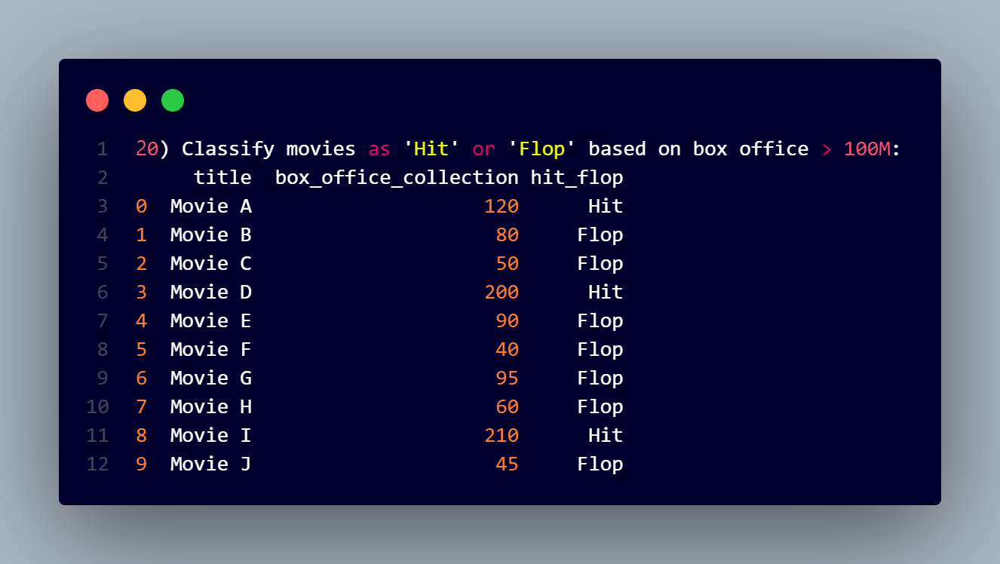 1 20) Classify movies as 'Hit' or 'Flop' based on box office > 100M:
2      title  box_office_collection hit_flop
3 0  Movie A                    120      Hit
4 1  Movie B                     80     Flop
5 2  Movie C                     50     Flop
6 3  Movie D                    200      Hit
7 4  Movie E                     90     Flop
8 5  Movie F                     40     Flop
9 6  Movie G                     95     Flop
10 7  Movie H                     60     Flop
11 8  Movie I                    210      Hit
12 9  Movie J                     45     Flop